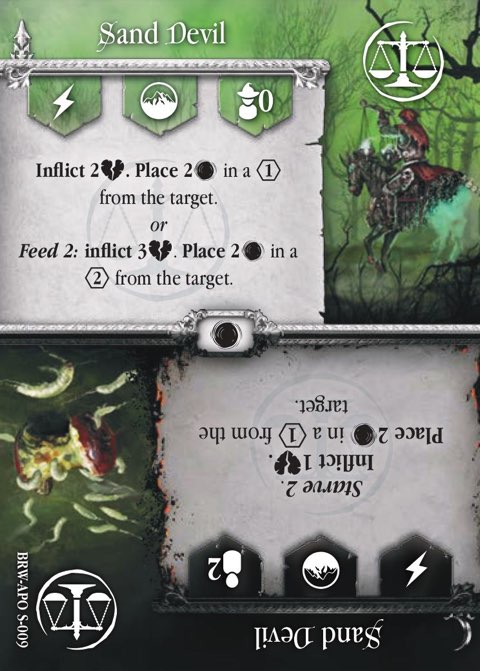 Sand Devil
0
Inflict 2. Place 2 in a 1
from the target.
or
Feed 2: inflict 3. Place 2 in a
2 from the target.
Sand Devil
2
Starve 2.
Inflict 1.
Place 2 in a 1 from the
target.
BRW-APO S-009